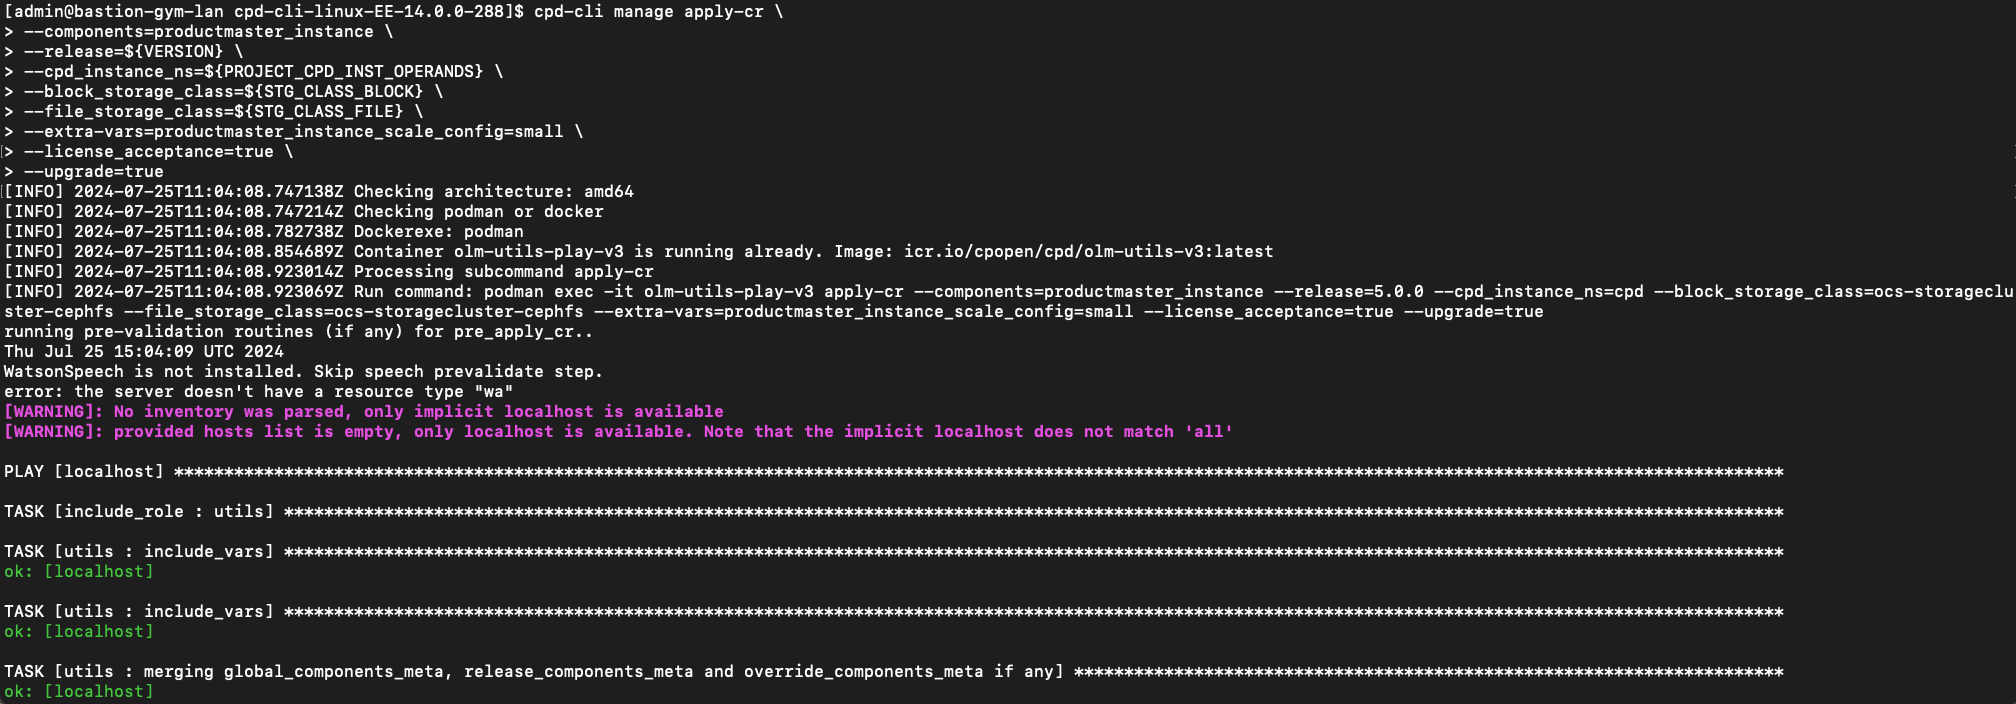 [admin@bastion-gym-lan cpd-cli-linux-EE-14.0.0-288]$ cpd-cli manage apply-cr \
> --components=productmaster_instance \
> --release=${VERSION} \
> --cpd_instance_ns=${PROJECT_CPD_INST_OPERANDS} \
> --block_storage_class=${STG_CLASS_BLOCK} \
> --file_storage_class=${STG_CLASS_FILE} \
> --extra-vars=productmaster_instance_scale_config=small \
> --license_acceptance=true \
> --upgrade=true
[INFO] 2024-07-25T11:04:08.747138Z Checking architecture: amd64
[INFO] 2024-07-25T11:04:08.747214Z Checking podman or docker
[INFO] 2024-07-25T11:04:08.782738Z Dockerexe: podman
[INFO] 2024-07-25T11:04:08.854689Z Container olm-utils-play-v3 is running already. Image: icr.io/cpopen/cpd/olm-utils-v3:latest
[INFO] 2024-07-25T11:04:08.923014Z Processing subcommand apply-cr
[INFO] 2024-07-25T11:04:08.923069Z Run command: podman exec -it olm-utils-play-v3 apply-cr --components=productmaster_instance --release=5.0.0 --cpd_instance_ns=cpd --block_storage_class=ocs-storageclu
ster-cephfs --file_storage_class=ocs-storagecluster-cephfs --extra-vars=productmaster_instance_scale_config=small --license_acceptance=true --upgrade=true
running pre-validation routines (if any) for pre_apply_cr..
Thu Jul 25 15:04:09 UTC 2024
WatsonSpeech is not installed. Skip speech prevalidate step.
error: the server doesn't have a resource type "wa"
[WARNING]: No inventory was parsed, only implicit localhost is available
[WARNING]: provided hosts list is empty, only localhost is available. Note that the implicit localhost does not match 'all'
PLAY [localhost] *****************************************************************************************************************************************************************
TASK [include_role : utils] ******************************************************************************************************************************************************
TASK [utils : include_vars] ******************************************************************************************************************************************************
ok: [localhost]
TASK [utils : include_vars] ******************************************************************************************************************************************************
ok: [localhost]
TASK [utils : merging global_components_meta, release_components_meta and override_components_meta if any] ***********************************************************************
ok: [localhost]